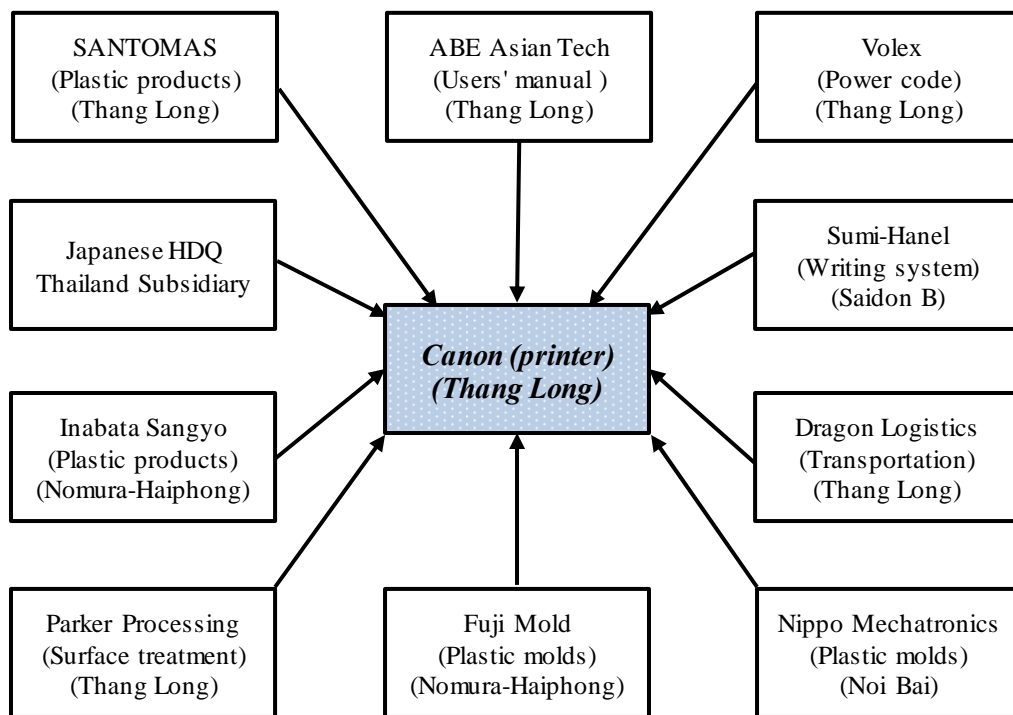 SANTOMAS
(Plastic products)
(Thang Long)
ABE Asian Tech
(Users' manual )
(Thang Long)
Volex
(Power code)
(Thang Long)
Japanese HDQ
Thailand Subsidiary
Sumi-Hanel
(Writing system)
(Saidon B)
Canon (printer)
(Thang Long)
Inabata Sangyo
(Plastic products)
(Nomura-Haiphong)
Dragon Logistics
(Transportation)
(Thang Long)
Parker Processing
(Surface treatment)
(Thang Long)
Fuji Mold
(Plastic molds)
(Nomura-Haiphong)
Nippo Mechatronics
(Plastic molds)
(Noi Bai)